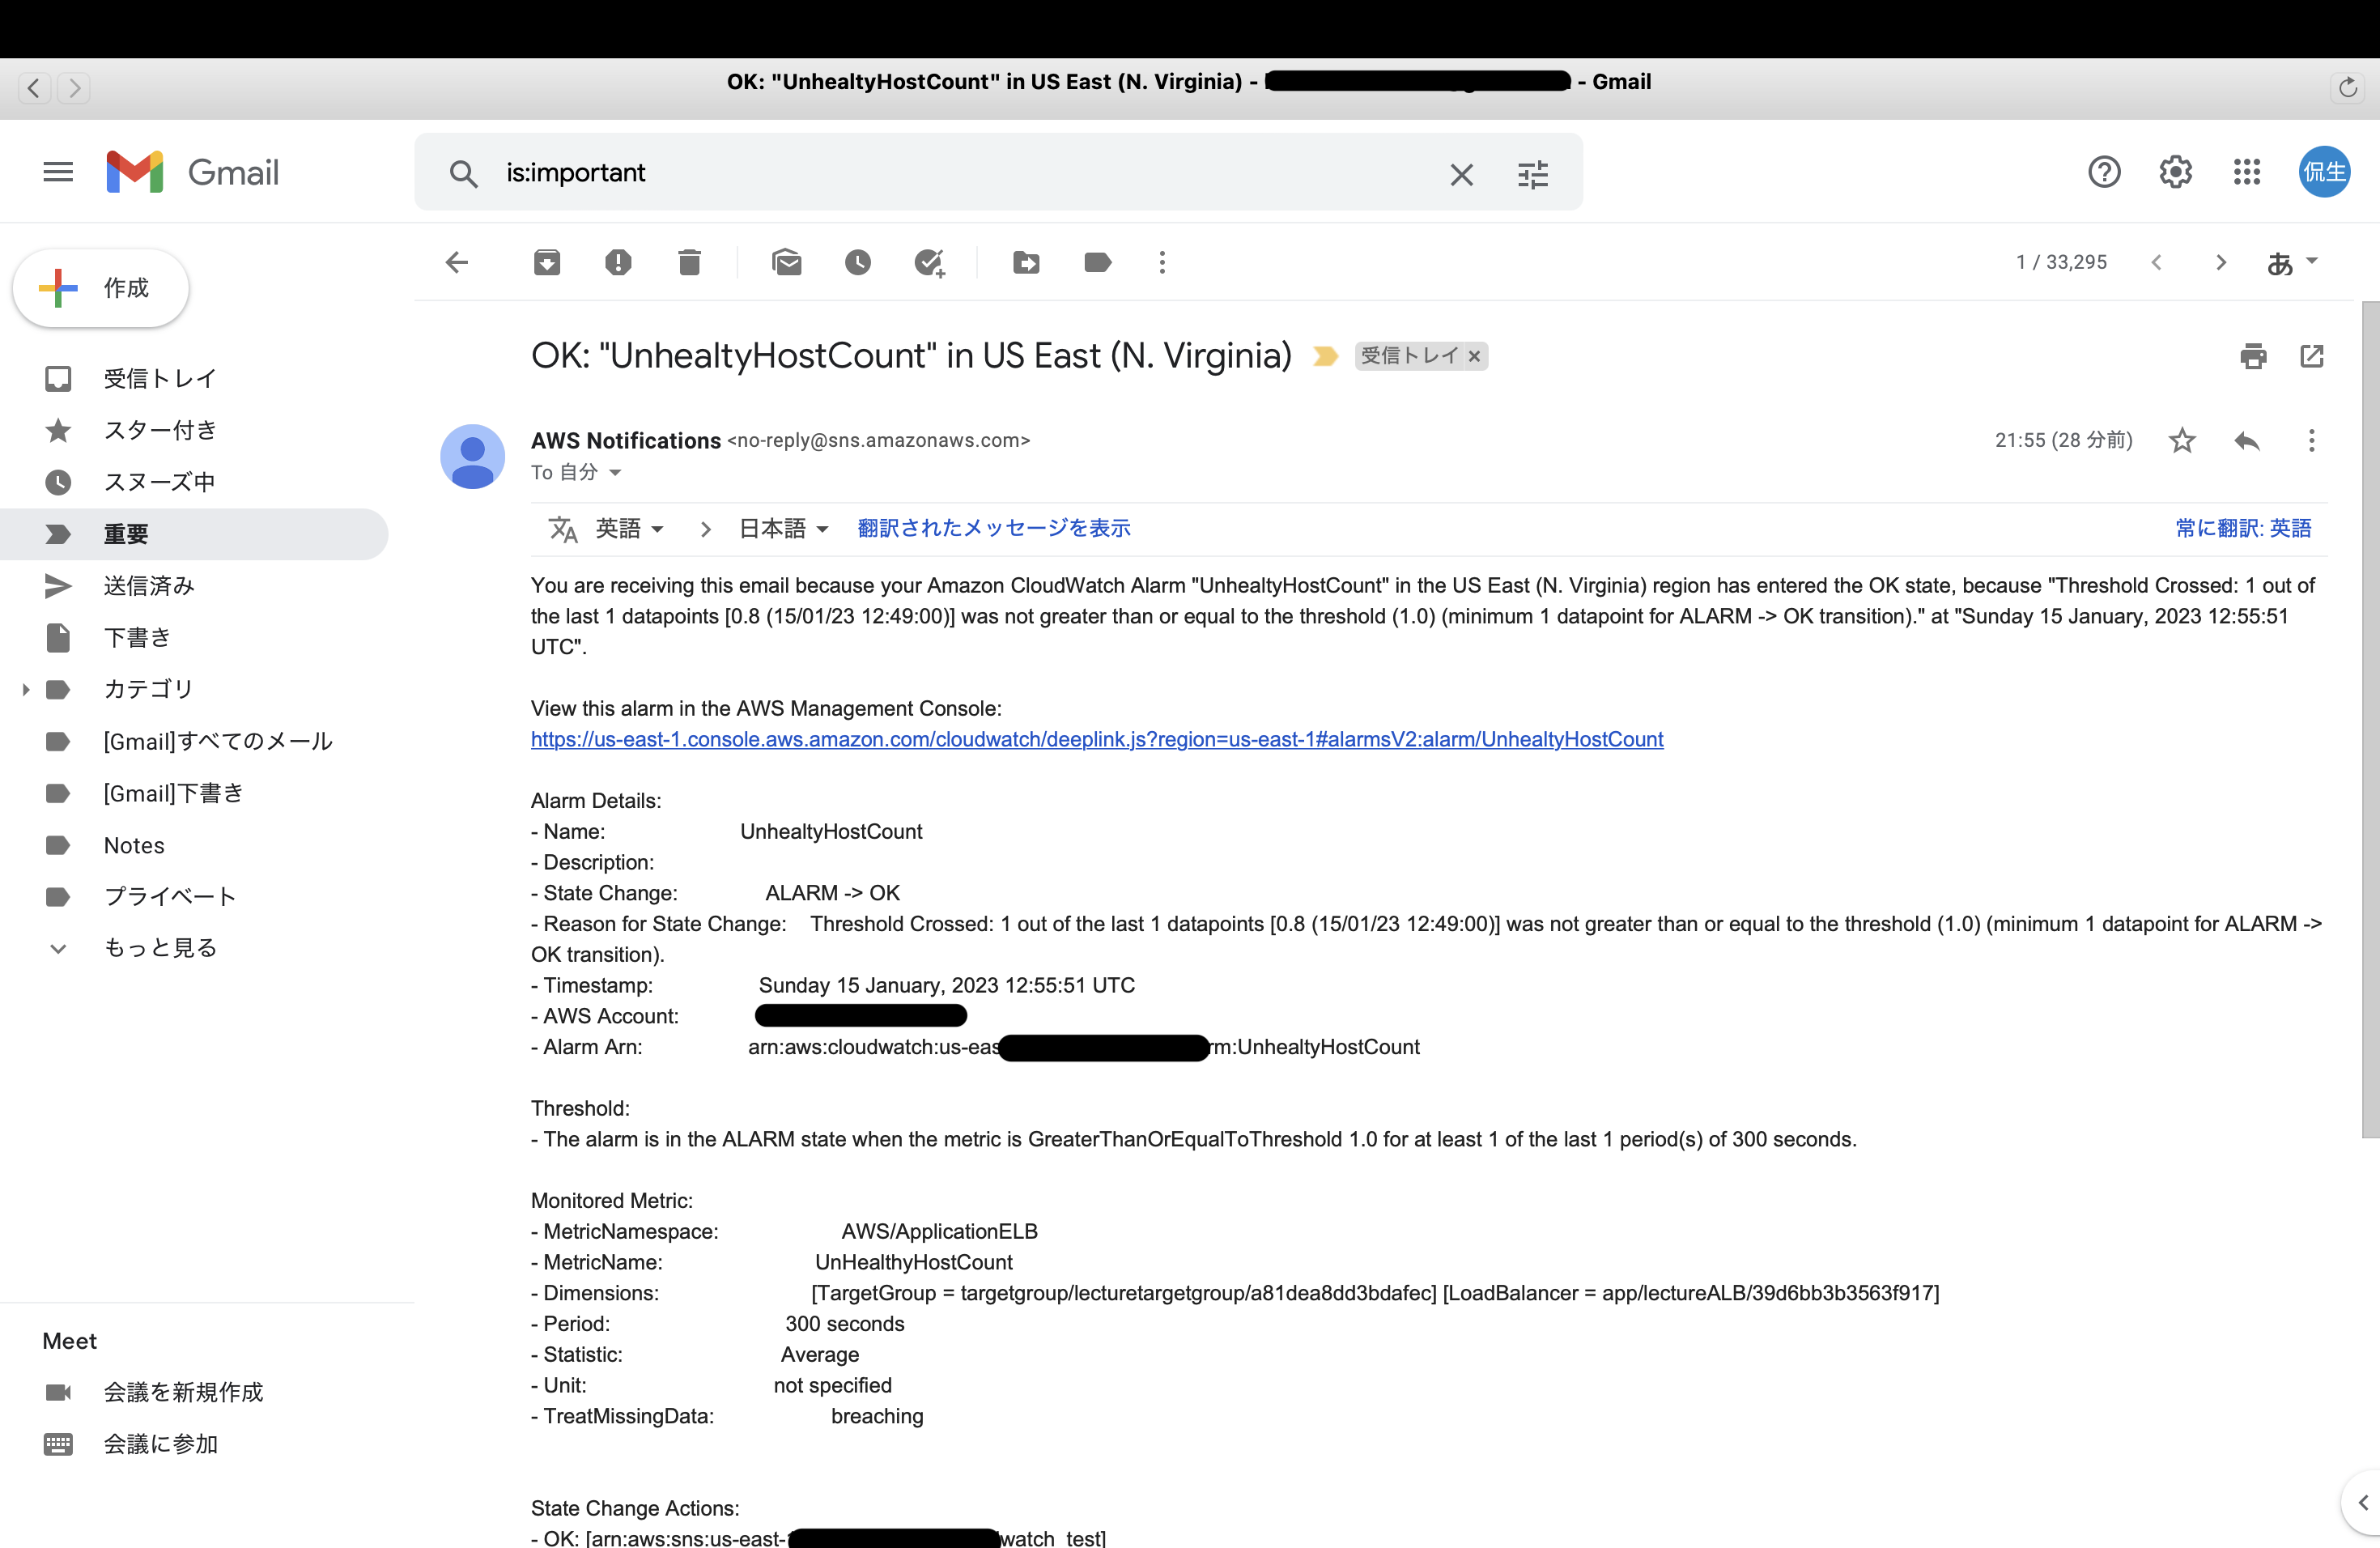 OK: "UnhealtyHostCount" in US East (N. Virginia) - - Gmail
Gmail
is:important
侃生
作成
1 / 33,295
あ
受信トレイ
スター付き
スヌーズ中
重要
送信済み
下書き
カテゴリ
[Gmail]すべてのメール
[Gmail]下書き
Notes
プライベート
もっと見る
Meet
会議を新規作成
会議に参加
OK: "UnhealtyHostCount" in US East (N. Virginia) 受信トレイ ×
AWS Notifications <no-reply@sns.amazonaws.com>
21:55 (28 分前)
To 自分
英語 > 日本語 翻訳されたメッセージを表示 常に翻訳: 英語
You are receiving this email because your Amazon CloudWatch Alarm "UnhealtyHostCount" in the US East (N. Virginia) region has entered the OK state, because "Threshold Crossed: 1 out of
the last 1 datapoints [0.8 (15/01/23 12:49:00)] was not greater than or equal to the threshold (1.0) (minimum 1 datapoint for ALARM -> OK transition)." at "Sunday 15 January, 2023 12:55:51
UTC".
View this alarm in the AWS Management Console:
https://us-east-1.console.aws.amazon.com/cloudwatch/deeplink.js?region=us-east-1#alarmsV2:alarm/UnhealtyHostCount
Alarm Details:
- Name: UnhealtyHostCount
- Description:
- State Change: ALARM -> OK
- Reason for State Change: Threshold Crossed: 1 out of the last 1 datapoints [0.8 (15/01/23 12:49:00)] was not greater than or equal to the threshold (1.0) (minimum 1 datapoint for ALARM ->
OK transition).
- Timestamp: Sunday 15 January, 2023 12:55:51 UTC
- AWS Account:
- Alarm Arn: arn:aws:cloudwatch:us-eas rm:UnhealtyHostCount
Threshold:
- The alarm is in the ALARM state when the metric is GreaterThanOrEqualToThreshold 1.0 for at least 1 of the last 1 period(s) of 300 seconds.
Monitored Metric:
- MetricNamespace: AWS/ApplicationELB
- MetricName: UnHealthyHostCount
- Dimensions: [TargetGroup = targetgroup/lecturetargetgroup/a81dea8dd3bdafec] [LoadBalancer = app/lectureALB/39d6bb3b3563f917]
- Period: 300 seconds
- Statistic: Average
- Unit: not specified
- TreatMissingData: breaching
State Change Actions:
- OK: [arn:aws:sns:us-east- watch_test]